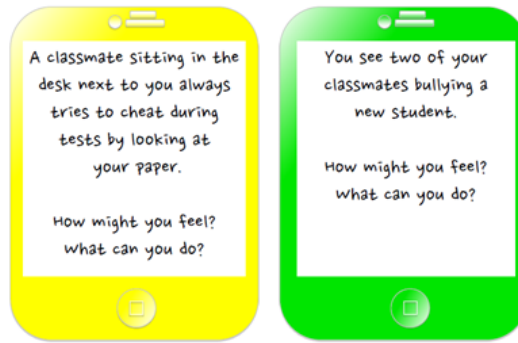 A classmate sitting in the
desk next to you always
tries to cheat during
tests by looking at
your paper.
How might you feel?
What can you do?
You see two of your
classmates bullying a
new student.
How might you feel?
What can you do?